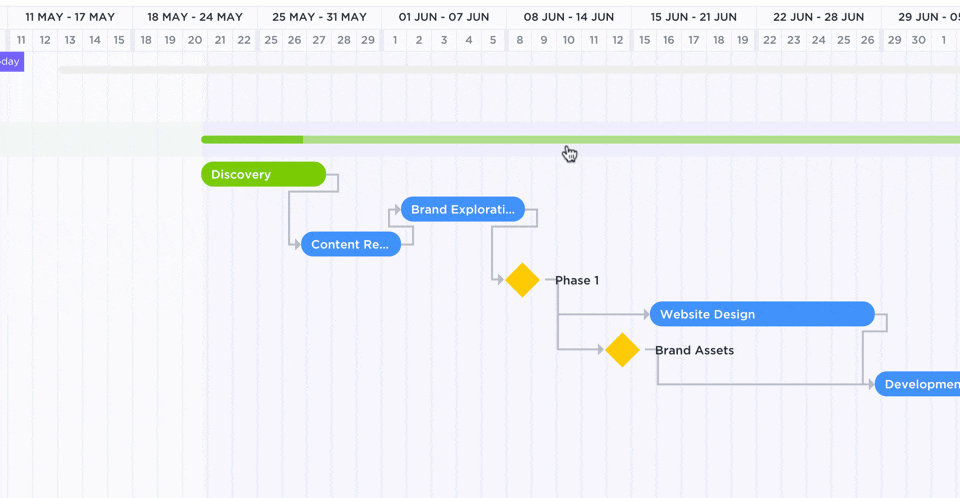 11 MAY - 17 MAY 18 MAY - 24 MAY 25 MAY - 31 MAY 01 JUN - 07 JUN 08 JUN - 14 JUN 15 JUN - 21 JUN 22 JUN - 28 JUN 29 JUN - 05
11 12 13 14 15 18 19 20 21 22 25 26 27 28 29 1 2 3 4 5 8 9 10 11 12 15 16 17 18 19 22 23 24 25 26 29 30 1
day
Discovery
Brand Explorati...
Content Re...
Phase 1
Website Design
Brand Assets
Developmen